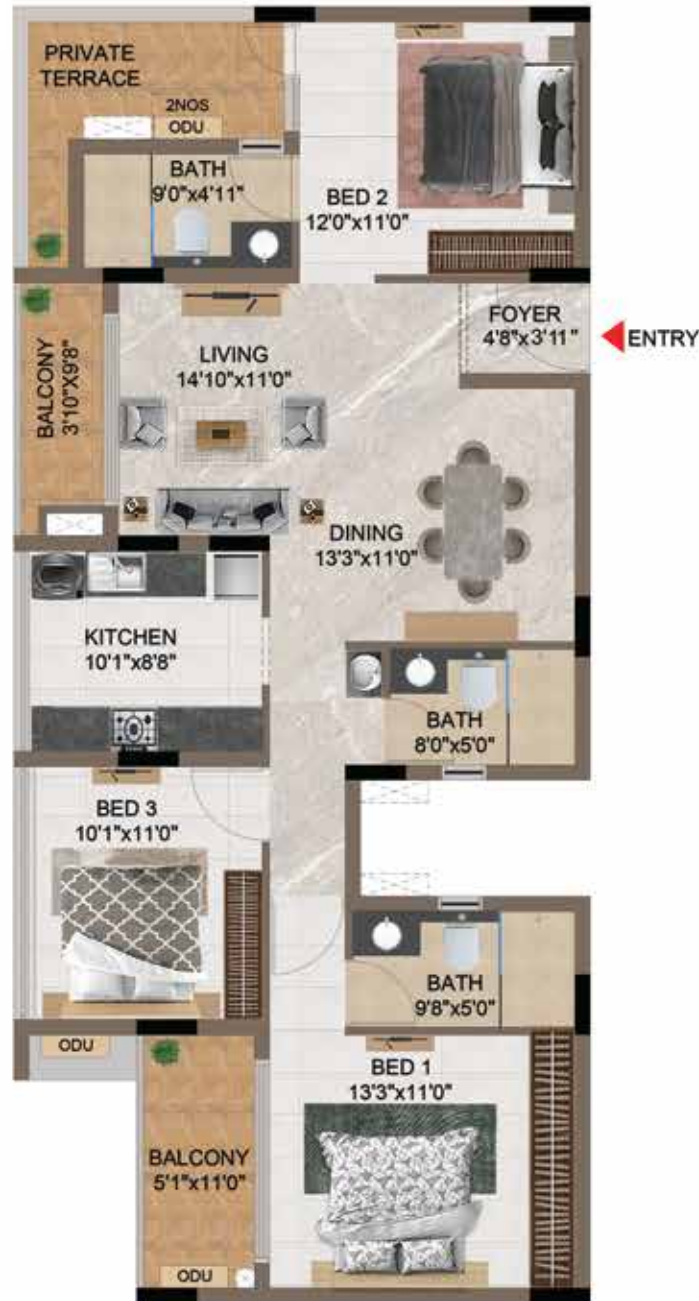 PRIVATE
TERRACE
2NOS
ODU
BATH
9'0"x4'11"
BED 2
12'0"x11'0"
FOYER
4'8"x3'11"
ENTRY
BALCONY
3'10"X9'8"
LIVING
14'10"x11'0"
DINING
13'3"x11'0"
KITCHEN
10'1"x8'8"
BATH
8'0"x5'0"
BED 3
10'1"x11'0"
BATH
9'8"x5'0"
ODU
BED 1
13'3"x11'0"
BALCONY
5'1"x11'0"
ODU